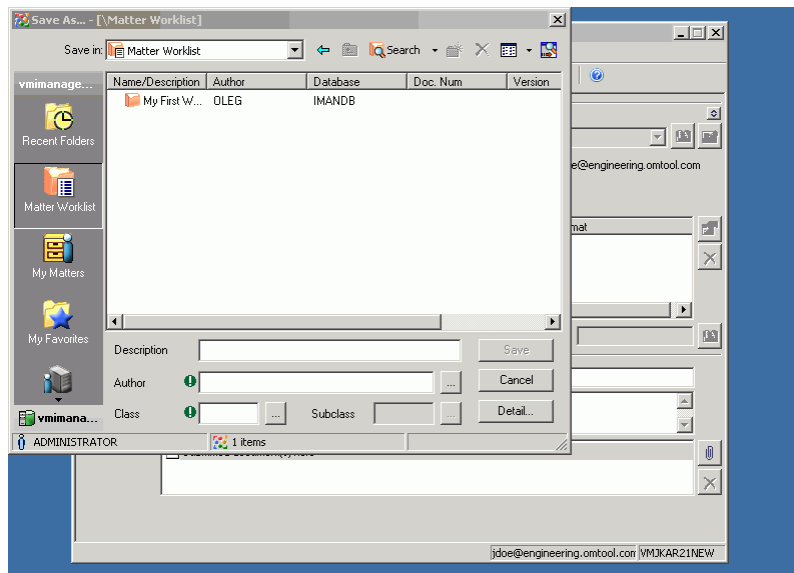 Save As... - [\Matter Worklist]
Save in: Matter Worklist
Search
vmimanage...
Name/Description Author Database Doc. Num Version
My First W... OLEG IMANDB
Recent Folders
e@engineering.omtool.com
Matter Worklist
mat
My Matters
My Favorites
Description
Save
Author
...
Cancel
Class
...
Subclass
...
Detail...
vmimana...
ADMINISTRATOR
1 items
jdoe@engineering.omtool.com VMJKAR21NEW